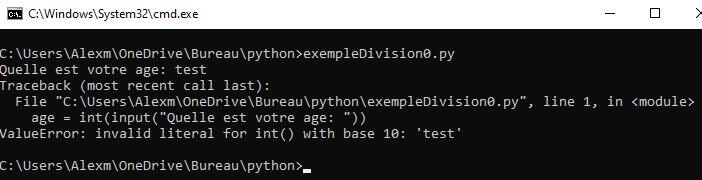 C:\Windows\System32\cmd.exe
C:\Users\Alexm\OneDrive\Bureau\python>exempleDivision0.py
Quelle est votre age: test
Traceback (most recent call last):
  File "C:\Users\Alexm\OneDrive\Bureau\python\exempleDivision0.py", line 1, in <module>
    age = int(input("Quelle est votre age: "))
ValueError: invalid literal for int() with base 10: 'test'
C:\Users\Alexm\OneDrive\Bureau\python>